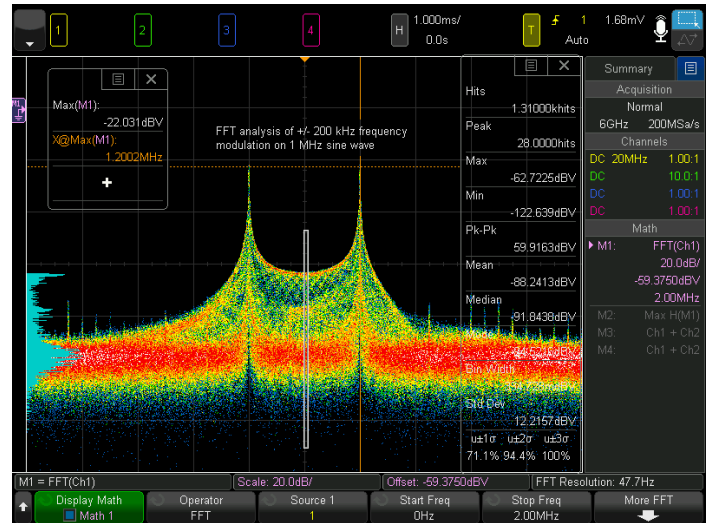 1
2
3
4
H
1.000ms/
0.0s
T
1
Auto
1.68mV
Max(M1):
-22.031dBV
X@Max(M1):
1.2002MHz
FFT analysis of +/- 200 kHz frequency
modulation on 1 MHz sine wave
Hits
1.31000khits
Peak
28.0000hits
Max
-62.7225dBV
Min
-122.639dBV
Pk-Pk
59.9163dBV
Mean
-88.2413dBV
Median
-91.8438dBV
Bin Width
Std Dev
12.2157dBV
u±1σ u±2σ u±3σ
71.1% 94.4% 100%
Summary
Acquisition
Normal
6GHz 200MSa/s
Channels
DC 20MHz 1.00:1
DC 10.0:1
DC 1.00:1
DC 1.00:1
Math
M1: FFT(Ch1)
20.0dB/
-59.3750dBV
2.00MHz
M2: Max H(M1)
M3: Ch1 + Ch2
M4: Ch1 + Ch2
M1
M1 = FFT(Ch1)
Scale: 20.0dB/
Offset: -59.3750dBV
FFT Resolution: 47.7Hz
Display Math
Math 1
Operator
FFT
Source 1
1
Start Freq
0Hz
Stop Freq
2.00MHz
More FFT